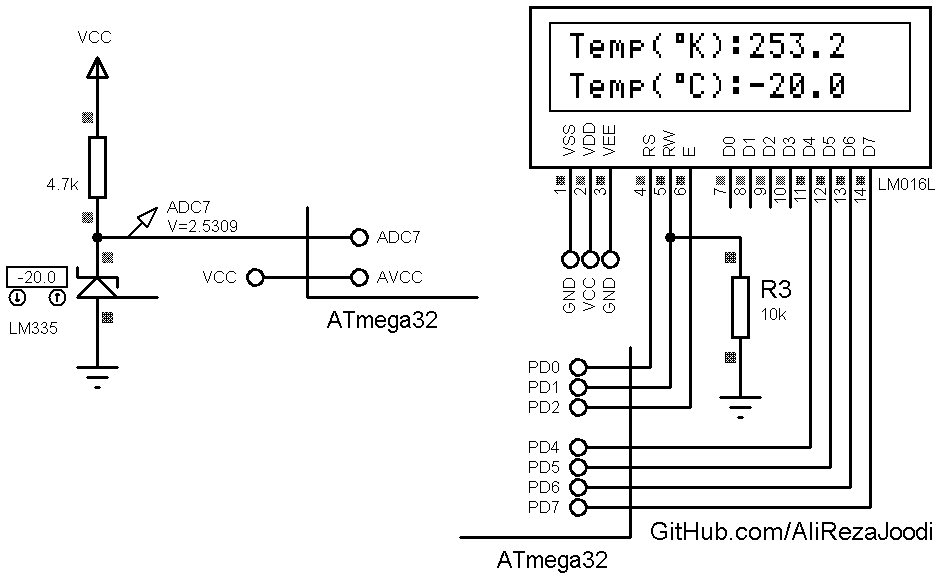 VCC
4.7k
ADC7
V=2.5309
ADC7
VCC
AVCC
-20.0
LM335
ATmega32
Temp(°K):253.2
Temp(°C):-20.0
VSS
VDD
VEE
RS
RW
E
D0
D1
D2
D3
D4
D5
D6
D7
1
2
3
4
5
6
7
8
9
10
11
12
13
14
LM016L
GND
VCC
GND
R3
10k
PD0
PD1
PD2
PD4
PD5
PD6
PD7
ATmega32
GitHub.com/AliRezaJoodi